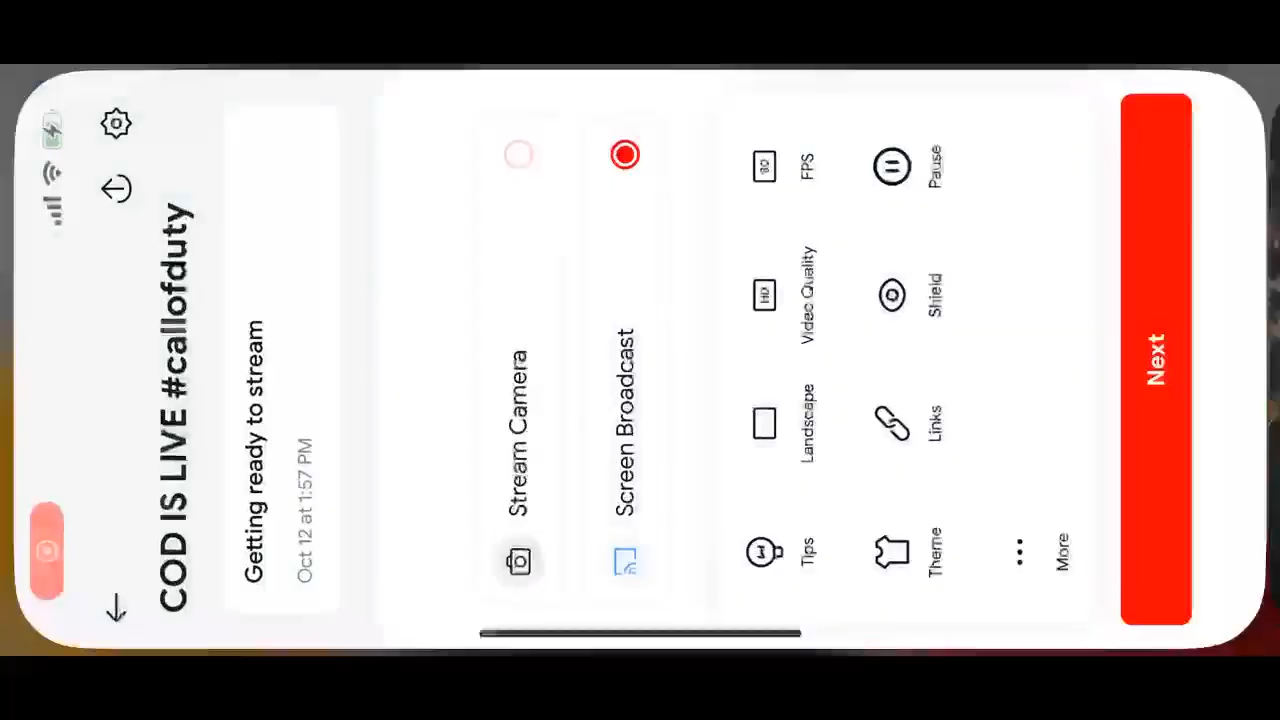 COD IS LIVE #callofduty
Getting ready to stream
Oct 12 at 1:57 PM
Stream Camera
Screen Broadcast
Tips
Landscape
HD
Video Quality
FPS
Theme
Links
Shield
Pause
More
Next